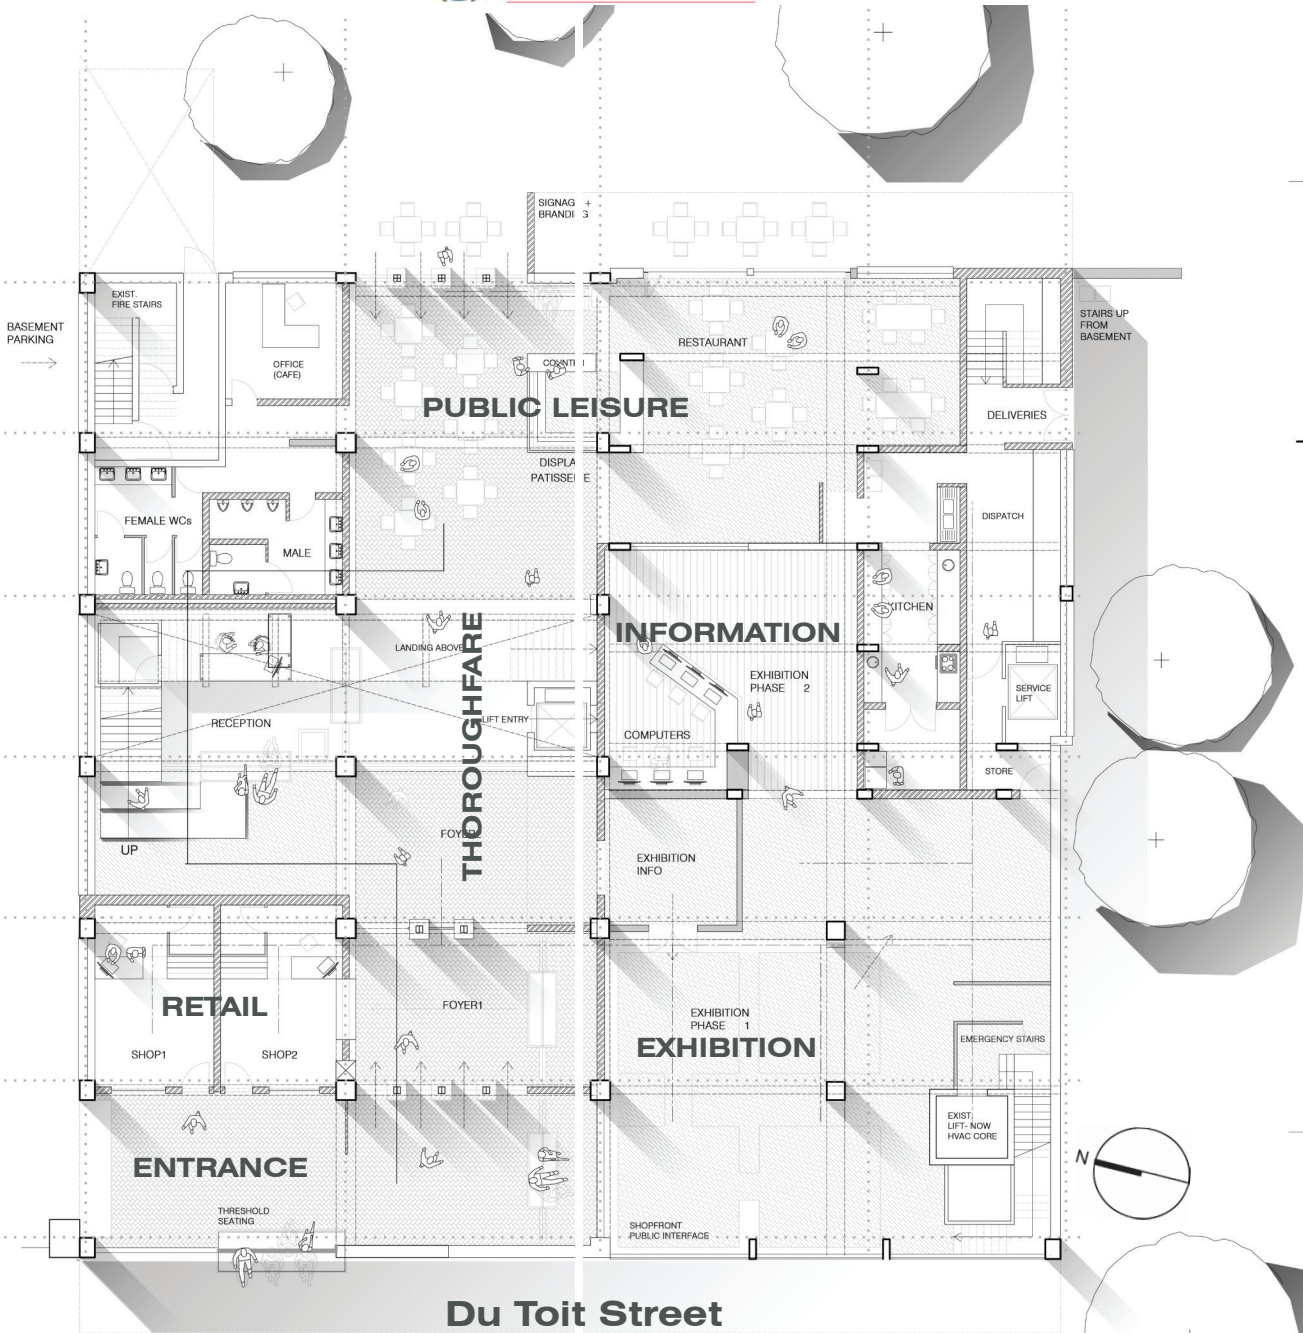 SIGNAG +
BRANDI G
EXIST.
FIRE STAIRS
BASEMENT
PARKING
OFFICE
(CAFE)
RESTAURANT
STAIRS UP
FROM
BASEMENT
PUBLIC LEISURE
DELIVERIES
DISPLA
PATISSE E
FEMALE WCs
MALE
DISPATCH
KITCHEN
INFORMATION
LANDING ABOVE
THOROUGHFARE
EXHIBITION
PHASE 2
SERVICE
LIFT
RECEPTION
LIFT ENTRY
COMPUTERS
STORE
UP
EXHIBITION
INFO
RETAIL
FOYER1
EXHIBITION
PHASE 1
EXHIBITION
SHOP1
SHOP2
EMERGENCY STAIRS
EXIST.
LIFT- NOW
HVAC CORE
N
ENTRANCE
THRESHOLD
SEATING
SHOPFRONT
PUBLIC INTERFACE
Du Toit Street